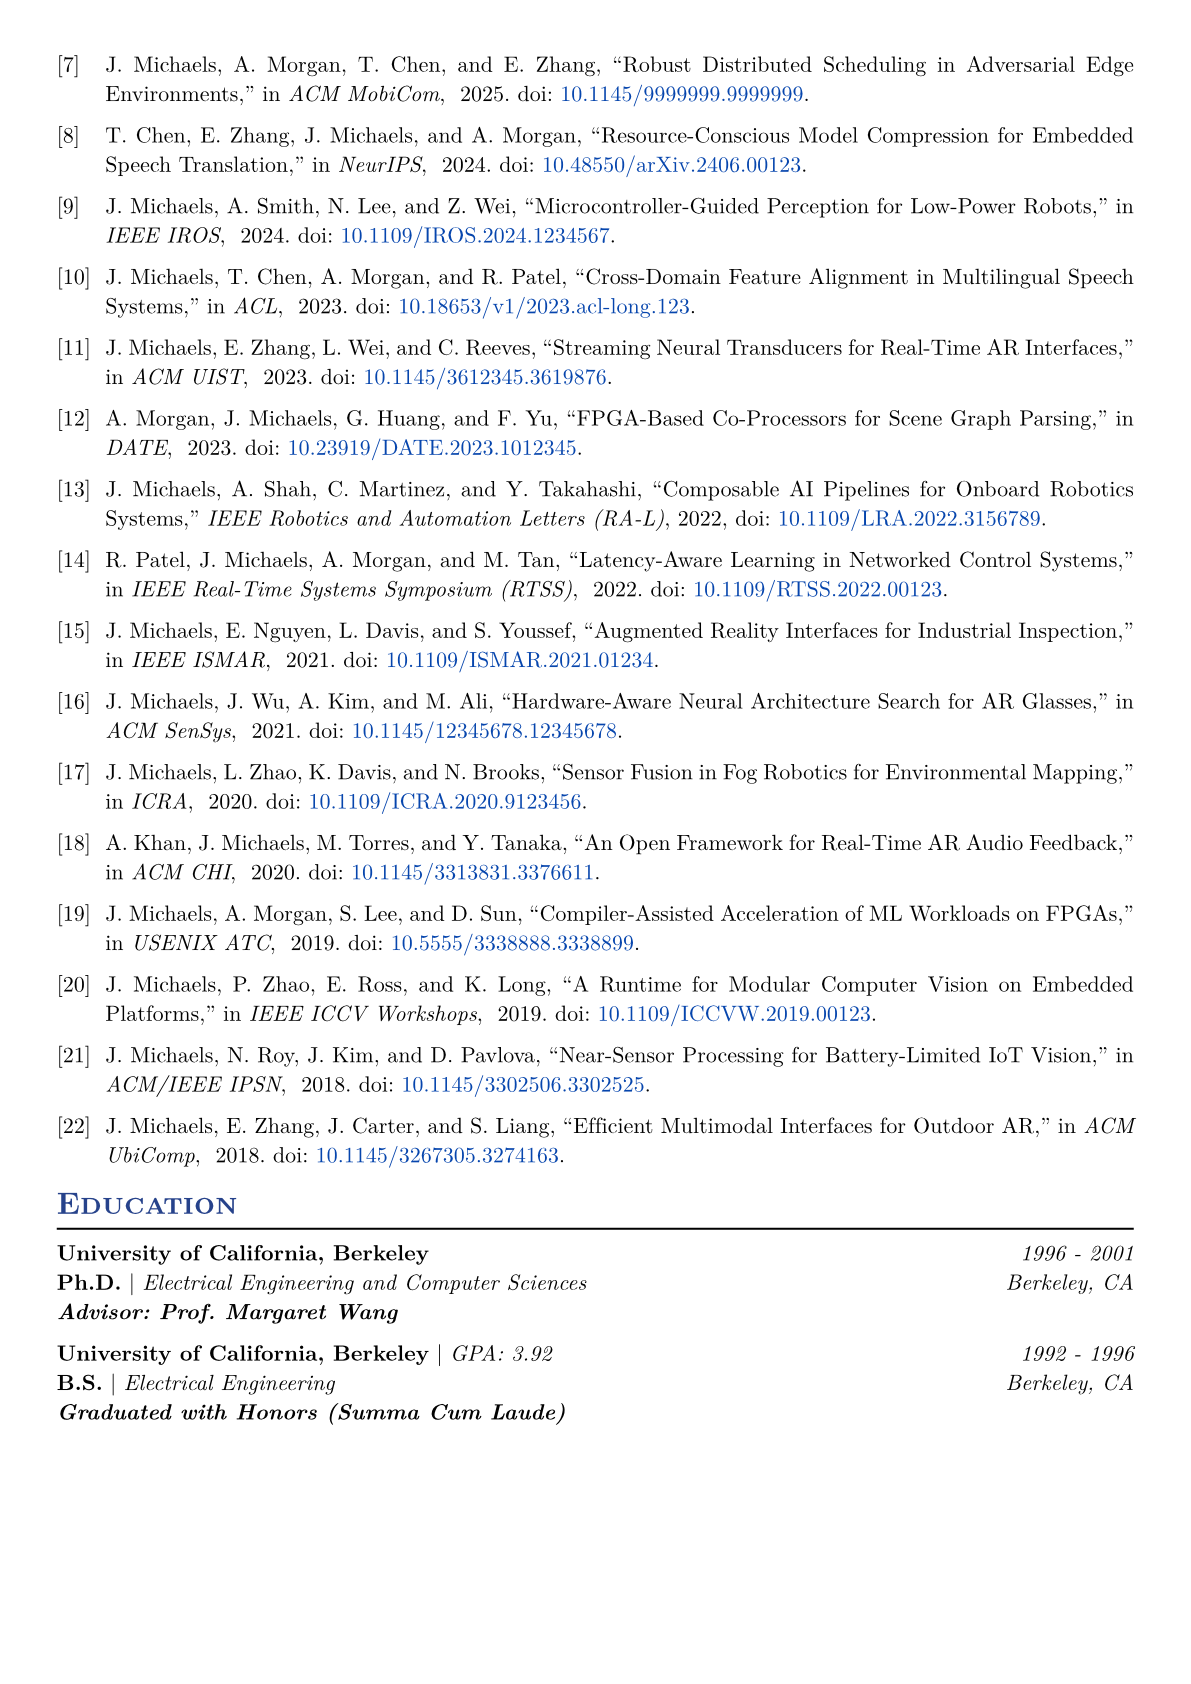 [7] J. Michaels, A. Morgan, T. Chen, and E. Zhang, “Robust Distributed Scheduling in Adversarial Edge
Environments,” in ACM MobiCom, 2025. doi: 10.1145/9999999.9999999.
[8] T. Chen, E. Zhang, J. Michaels, and A. Morgan, “Resource-Conscious Model Compression for Embedded
Speech Translation,” in NeurIPS, 2024. doi: 10.48550/arXiv.2406.00123.
[9] J. Michaels, A. Smith, N. Lee, and Z. Wei, “Microcontroller-Guided Perception for Low-Power Robots,” in
IEEE IROS, 2024. doi: 10.1109/IROS.2024.1234567.
[10] J. Michaels, T. Chen, A. Morgan, and R. Patel, “Cross-Domain Feature Alignment in Multilingual Speech
Systems,” in ACL, 2023. doi: 10.18653/v1/2023.acl-long.123.
[11] J. Michaels, E. Zhang, L. Wei, and C. Reeves, “Streaming Neural Transducers for Real-Time AR Interfaces,”
in ACM UIST, 2023. doi: 10.1145/3612345.3619876.
[12] A. Morgan, J. Michaels, G. Huang, and F. Yu, “FPGA-Based Co-Processors for Scene Graph Parsing,” in
DATE, 2023. doi: 10.23919/DATE.2023.1012345.
[13] J. Michaels, A. Shah, C. Martinez, and Y. Takahashi, “Composable AI Pipelines for Onboard Robotics
Systems,” IEEE Robotics and Automation Letters (RA-L), 2022, doi: 10.1109/LRA.2022.3156789.
[14] R. Patel, J. Michaels, A. Morgan, and M. Tan, “Latency-Aware Learning in Networked Control Systems,”
in IEEE Real-Time Systems Symposium (RTSS), 2022. doi: 10.1109/RTSS.2022.00123.
[15] J. Michaels, E. Nguyen, L. Davis, and S. Youssef, “Augmented Reality Interfaces for Industrial Inspection,”
in IEEE ISMAR, 2021. doi: 10.1109/ISMAR.2021.01234.
[16] J. Michaels, J. Wu, A. Kim, and M. Ali, “Hardware-Aware Neural Architecture Search for AR Glasses,” in
ACM SenSys, 2021. doi: 10.1145/12345678.12345678.
[17] J. Michaels, L. Zhao, K. Davis, and N. Brooks, “Sensor Fusion in Fog Robotics for Environmental Mapping,”
in ICRA, 2020. doi: 10.1109/ICRA.2020.9123456.
[18] A. Khan, J. Michaels, M. Torres, and Y. Tanaka, “An Open Framework for Real-Time AR Audio Feedback,”
in ACM CHI, 2020. doi: 10.1145/3313831.3376611.
[19] J. Michaels, A. Morgan, S. Lee, and D. Sun, “Compiler-Assisted Acceleration of ML Workloads on FPGAs,”
in USENIX ATC, 2019. doi: 10.5555/3338888.3338899.
[20] J. Michaels, P. Zhao, E. Ross, and K. Long, “A Runtime for Modular Computer Vision on Embedded
Platforms,” in IEEE ICCV Workshops, 2019. doi: 10.1109/ICCVW.2019.00123.
[21] J. Michaels, N. Roy, J. Kim, and D. Pavlova, “Near-Sensor Processing for Battery-Limited IoT Vision,” in
ACM/IEEE IPSN, 2018. doi: 10.1145/3302506.3302525.
[22] J. Michaels, E. Zhang, J. Carter, and S. Liang, “Efficient Multimodal Interfaces for Outdoor AR,” in ACM
UbiComp, 2018. doi: 10.1145/3267305.3274163.
Education
University of California, Berkeley 1996 - 2001
Ph.D. | Electrical Engineering and Computer Sciences Berkeley, CA
Advisor: Prof. Margaret Wang
University of California, Berkeley | GPA: 3.92 1992 - 1996
B.S. | Electrical Engineering Berkeley, CA
Graduated with Honors (Summa Cum Laude)